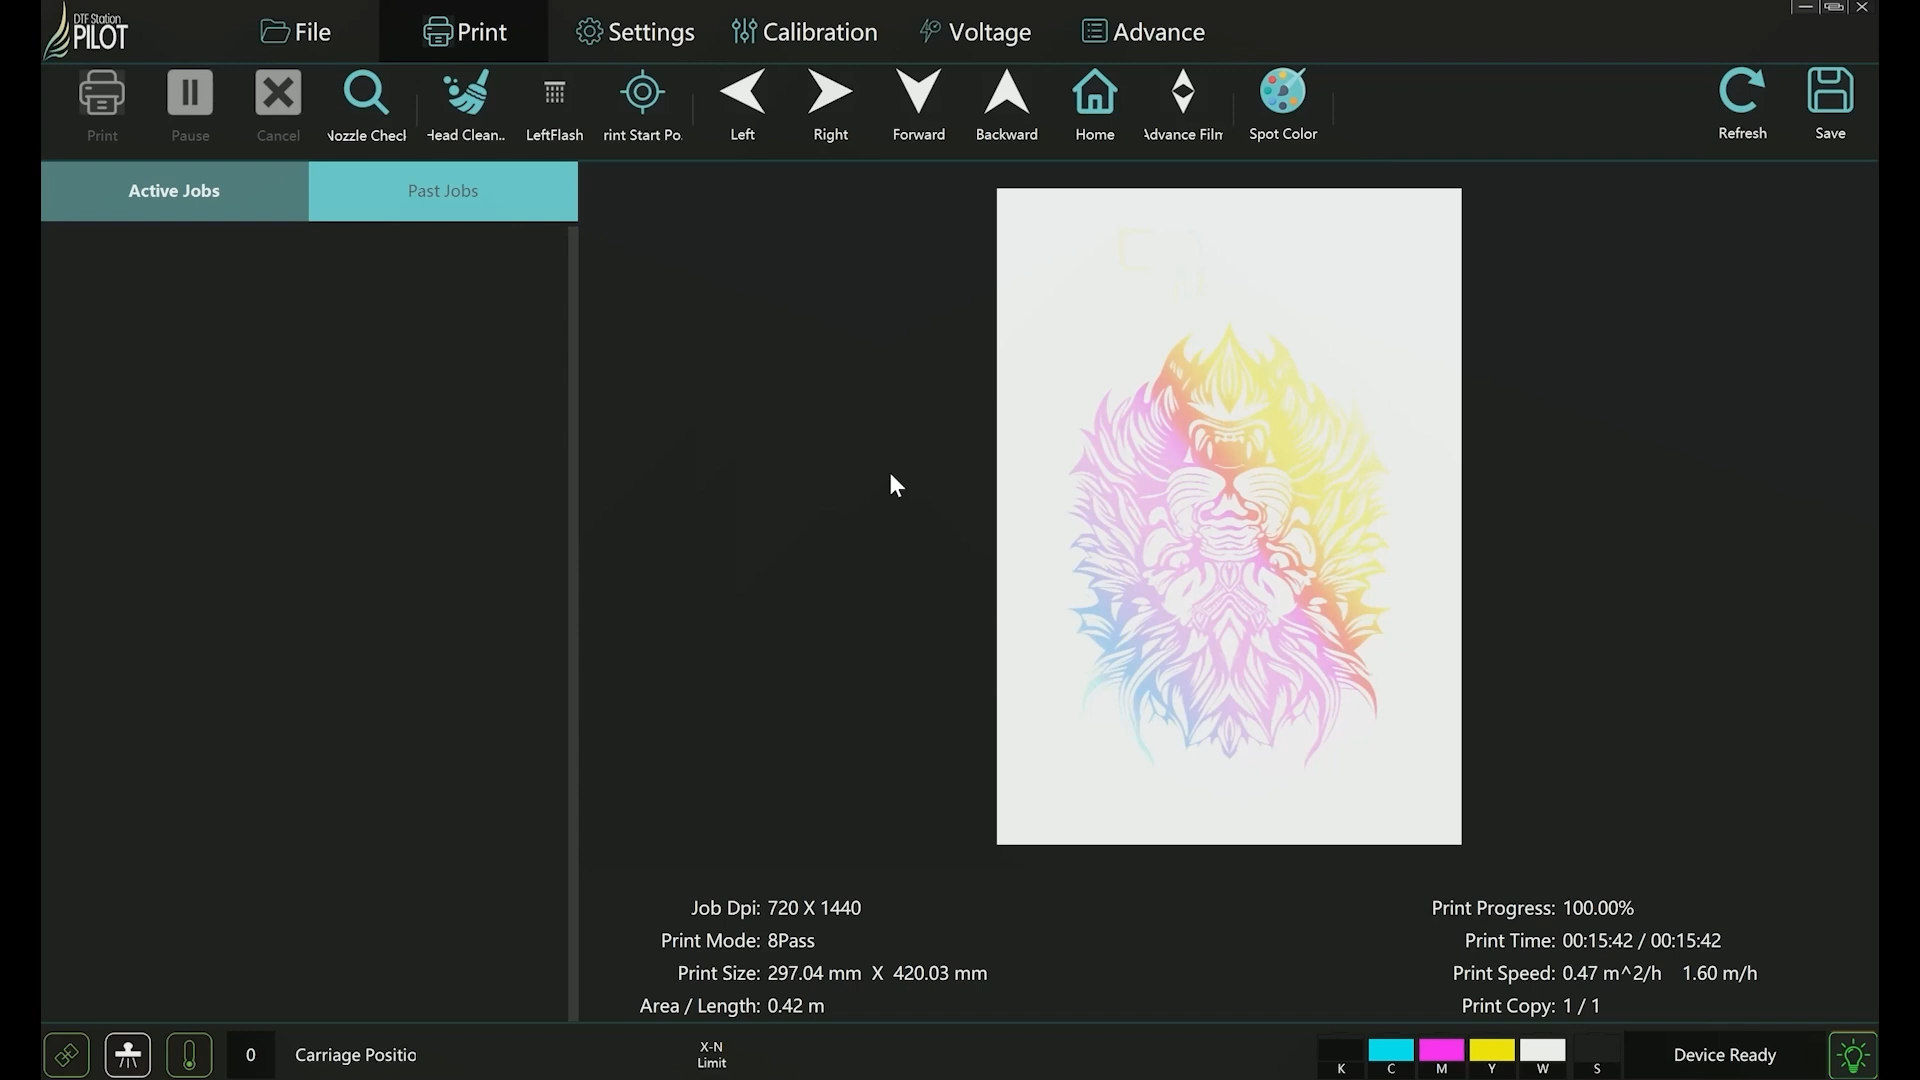 DTF Station
PILOT
File
Print
Settings
Calibration
Voltage
Advance
Print
Pause
Cancel
Nozzle Check
Head Clean..
LeftFlash
rint Start Po.
Left
Right
Forward
Backward
Home
Advance Film
Spot Color
Refresh
Save
Active Jobs
Past Jobs
Job Dpi: 720 X 1440
Print Mode: 8Pass
Print Size: 297.04 mm X 420.03 mm
Area / Length: 0.42 m
Print Progress: 100.00%
Print Time: 00:15:42 / 00:15:42
Print Speed: 0.47 m^2/h 1.60 m/h
Print Copy: 1 / 1
0
Carriage Positio
X-N
Limit
K
C
M
Y
W
S
Device Ready